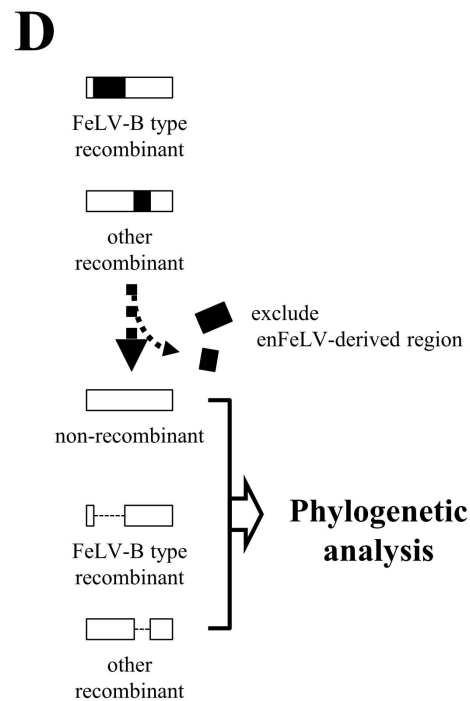 D
FeLV-B type
recombinant
other
recombinant
exclude
enFeLV-derived region
non-recombinant
FeLV-B type
recombinant
Phylogenetic
analysis
other
recombinant